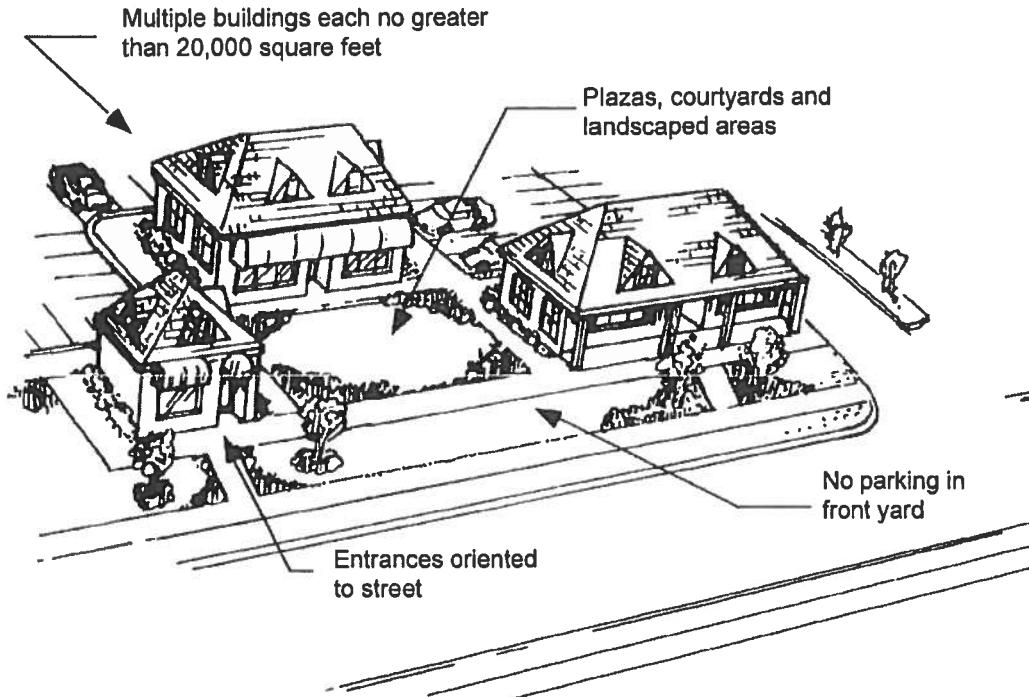 Multiple buildings each no greater
than 20,000 square feet
Plazas, courtyards and
landscaped areas
No parking in
front yard
Entrances oriented
to street